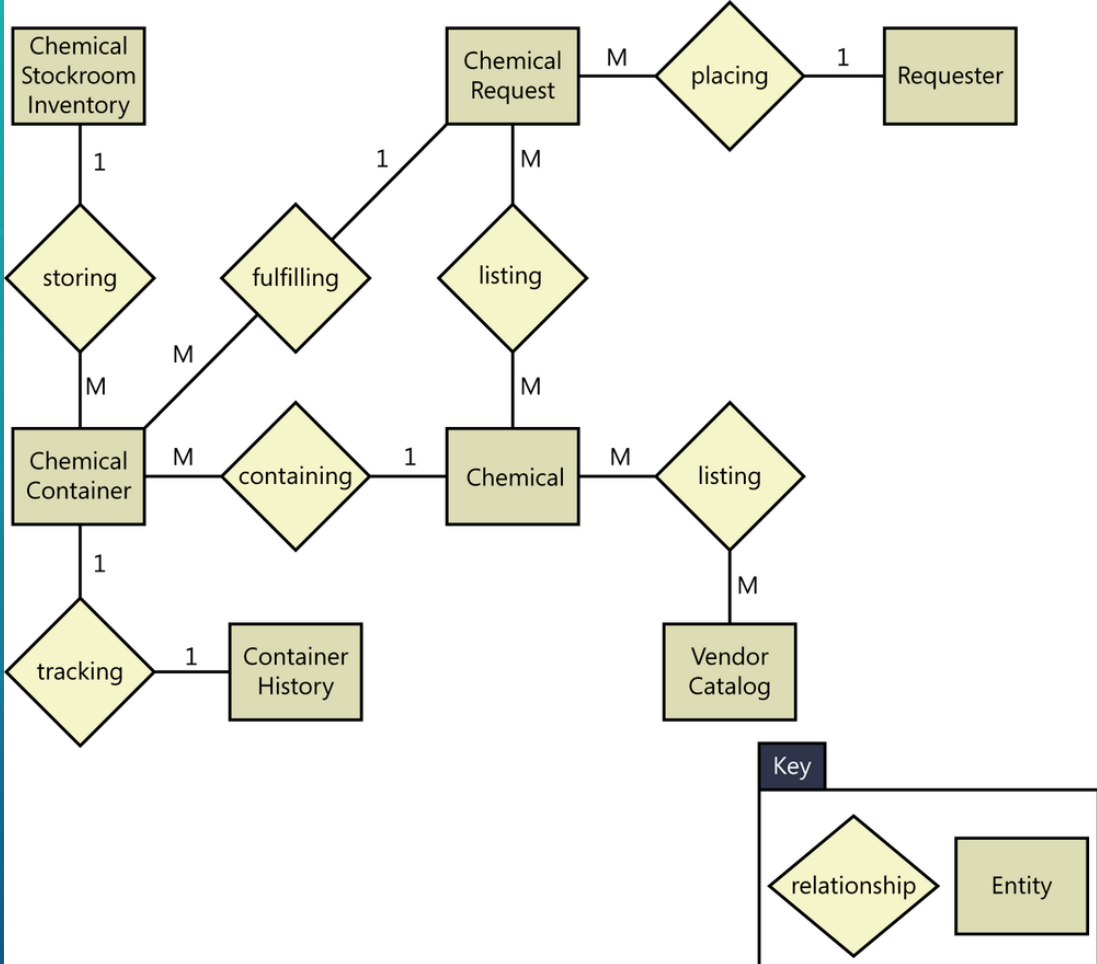 Chemical
Stockroom
Inventory
Chemical
Request
M
placing
1
Requester
1
1
M
storing
fulfilling
listing
M
M
M
Chemical
Container
M
containing
1
Chemical
M
listing
1
M
tracking
1
Container
History
Vendor
Catalog
Key
relationship
Entity